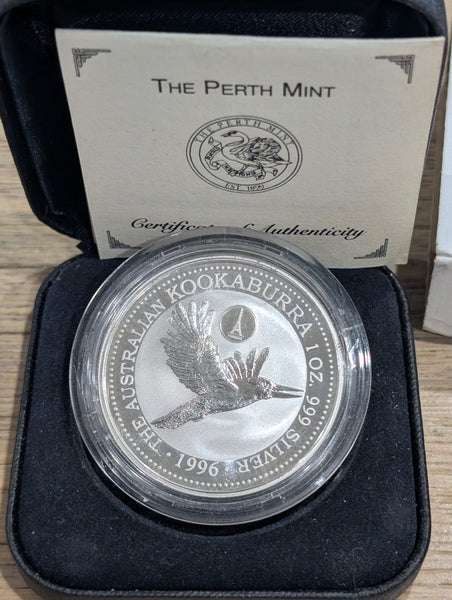 THE PERTH MINT
THE PERTH MINT
EST. 1899
Certificate of Authenticity
THE AUSTRALIAN KOOKABURRA 1 OZ. 999 SILVER
· 1996 ·